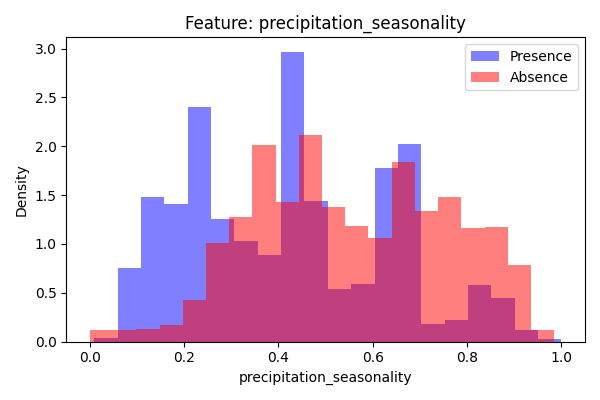 Feature: precipitation_seasonality
Presence
Absence
Density
3.0
2.5
2.0
1.5
1.0
0.5
0.0
0.0 0.2 0.4 0.6 0.8 1.0
precipitation_seasonality